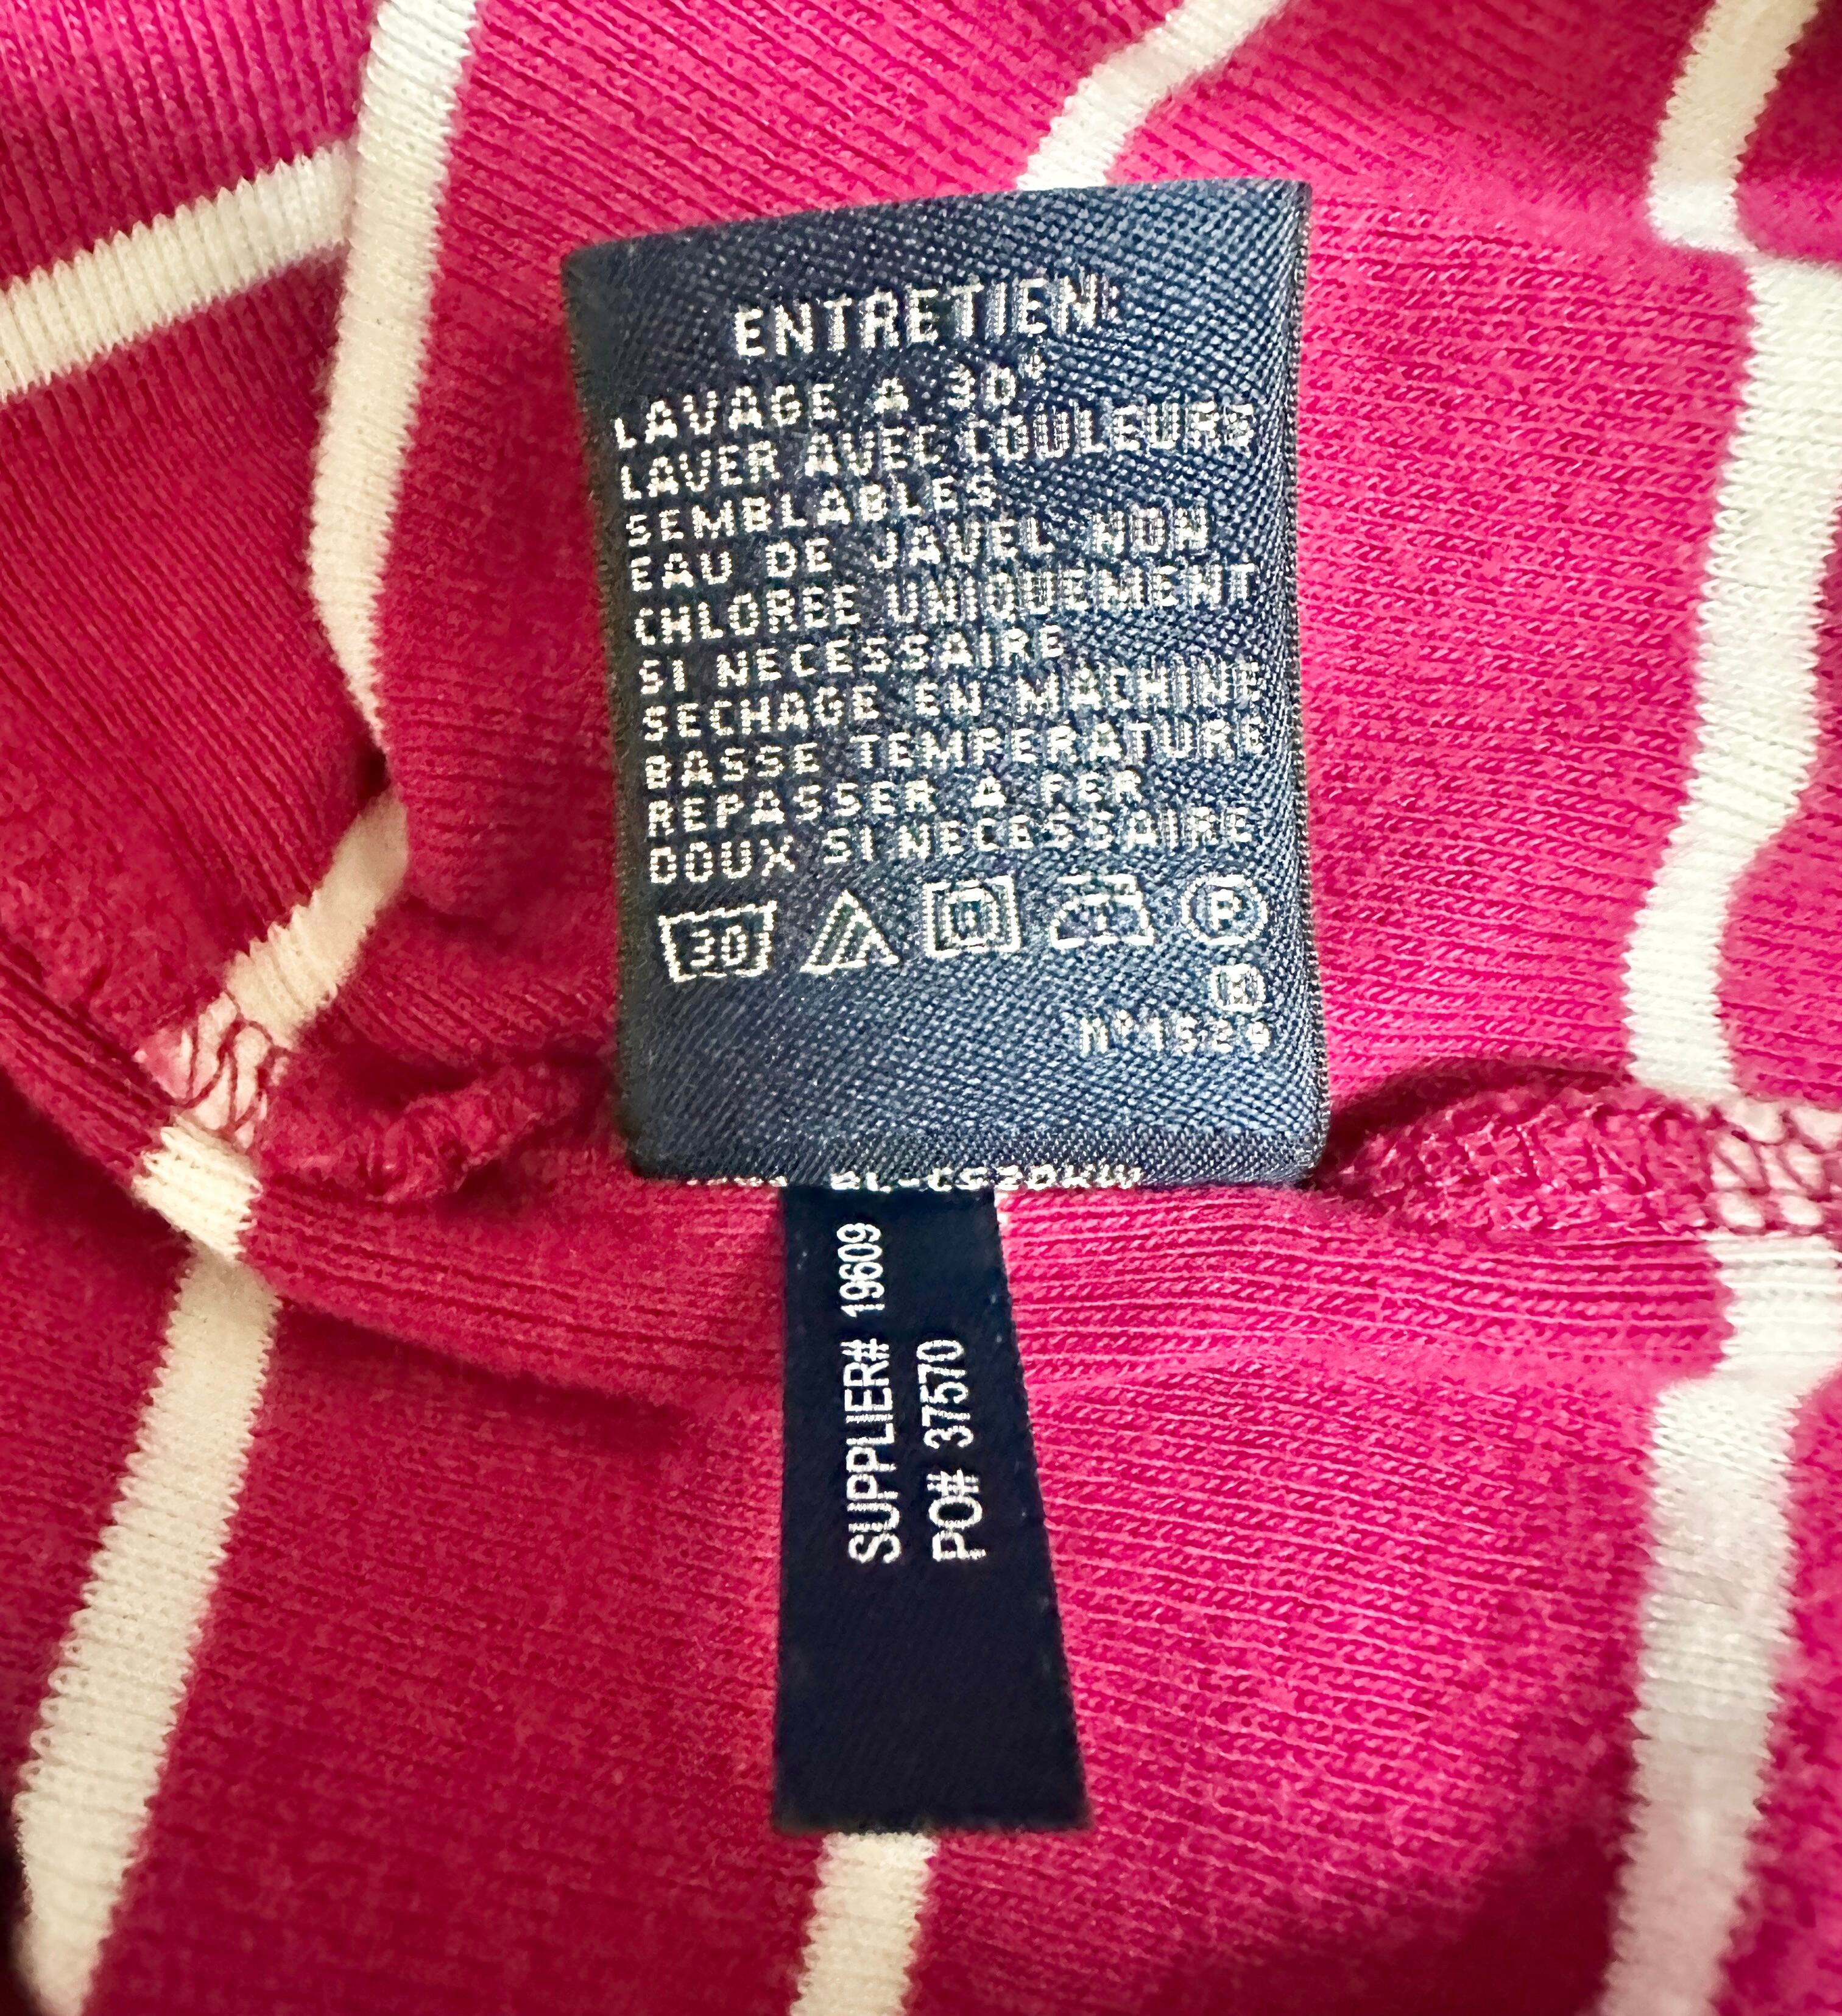 ENTRETIEN:
LAVAGE A 30°
LAVER AVEC COULEURS
SEMBLABLES
EAU DE JAVEL NON
CHLOREE UNIQUEMENT
SI NECESSAIRE
SECHAGE EN MACHINE
BASSE TEMPERATURE
REPASSER A FER
DOUX SI NECESSAIRE
30 P
n°1529
SUPPLIER# 19609
PO# 37570